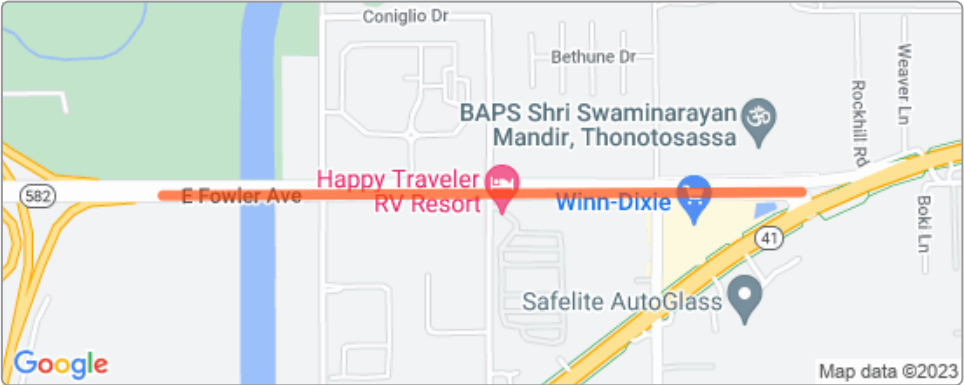 Coniglio Dr
Bethune Dr
Weaver Ln
Rockhill Rd
BAPS Shri Swaminarayan
Mandir, Thonotosassa
ॐ
582
E Fowler Ave
Happy Traveler
RV Resort
Winn-Dixie
41
Boki Ln
Safelite AutoGlass
Google
Map data ©2023